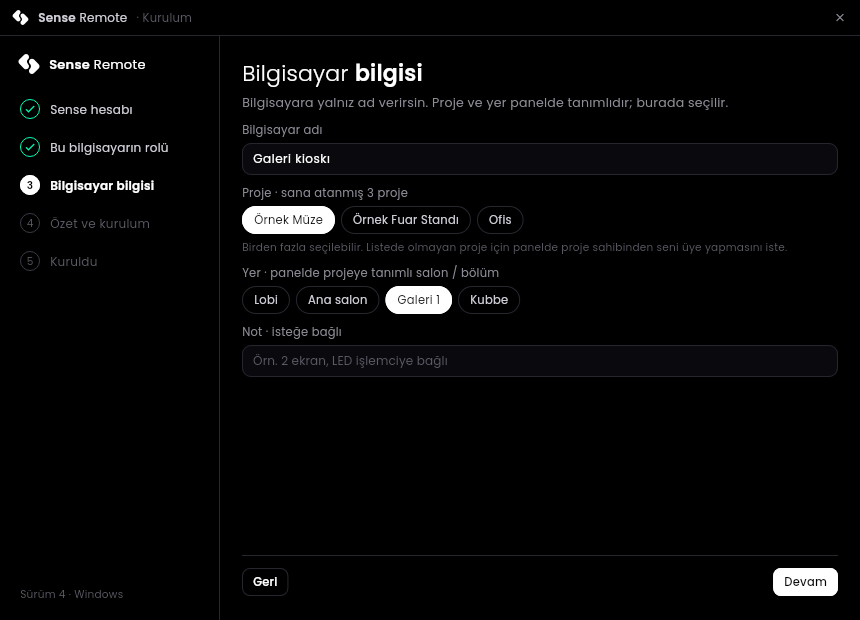 Sense Remote · Kurulum
Sense Remote
Sense hesabı
Bu bilgisayarın rolü
3 Bilgisayar bilgisi
4 Özet ve kurulum
5 Kuruldu
Sürüm 4 · Windows
Bilgisayar bilgisi
Bilgisayara yalnız ad verirsin. Proje ve yer panelde tanımlıdır; burada seçilir.
Bilgisayar adı
Galeri kioskı
Proje · sana atanmış 3 proje
Örnek Müze Örnek Fuar Standı Ofis
Birden fazla seçilebilir. Listede olmayan proje için panelde proje sahibinden seni üye yapmasını iste.
Yer · panelde projeye tanımlı salon / bölüm
Lobi Ana salon Galeri 1 Kubbe
Not · isteğe bağlı
Örn. 2 ekran, LED işlemciye bağlı
Geri Devam